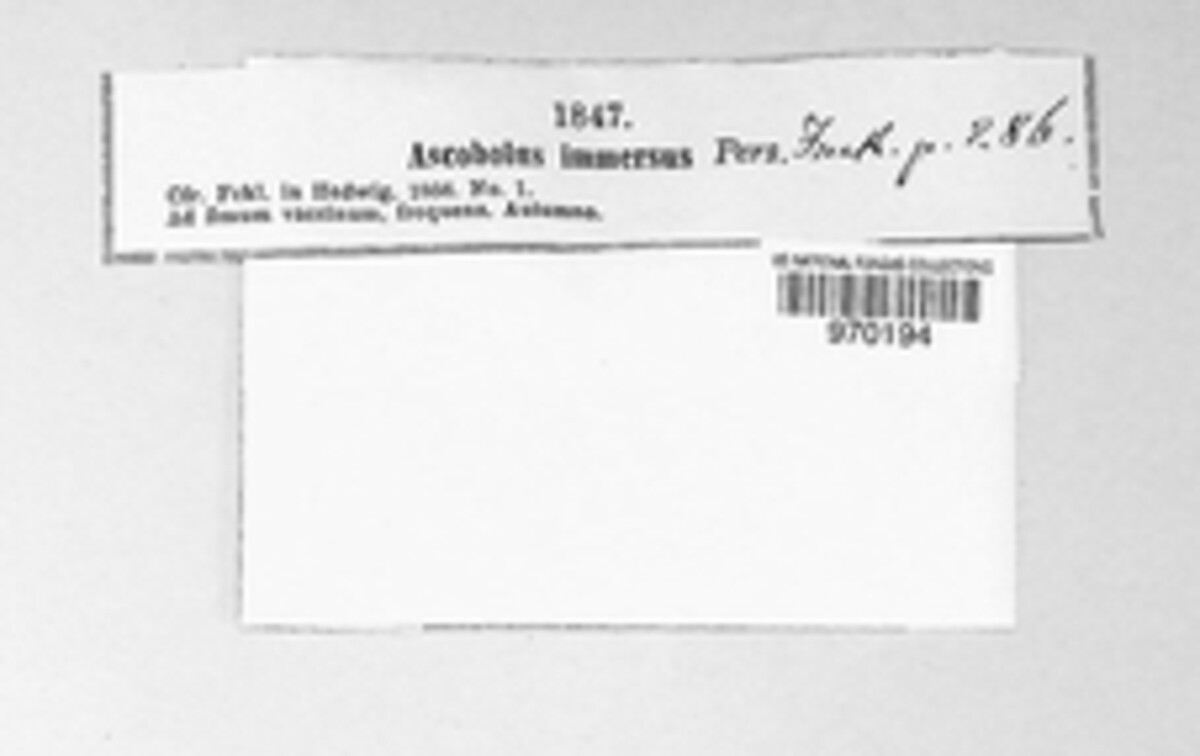 1847.
Ascobolus immersus Pers. Fuck. p. 286.
Cfr. Fckl. in Hedwig. 1866. No. 1.
Ad fimum vaccinum, frequens. Autumno.
US NATIONAL FUNGUS COLLECTIONS
970194